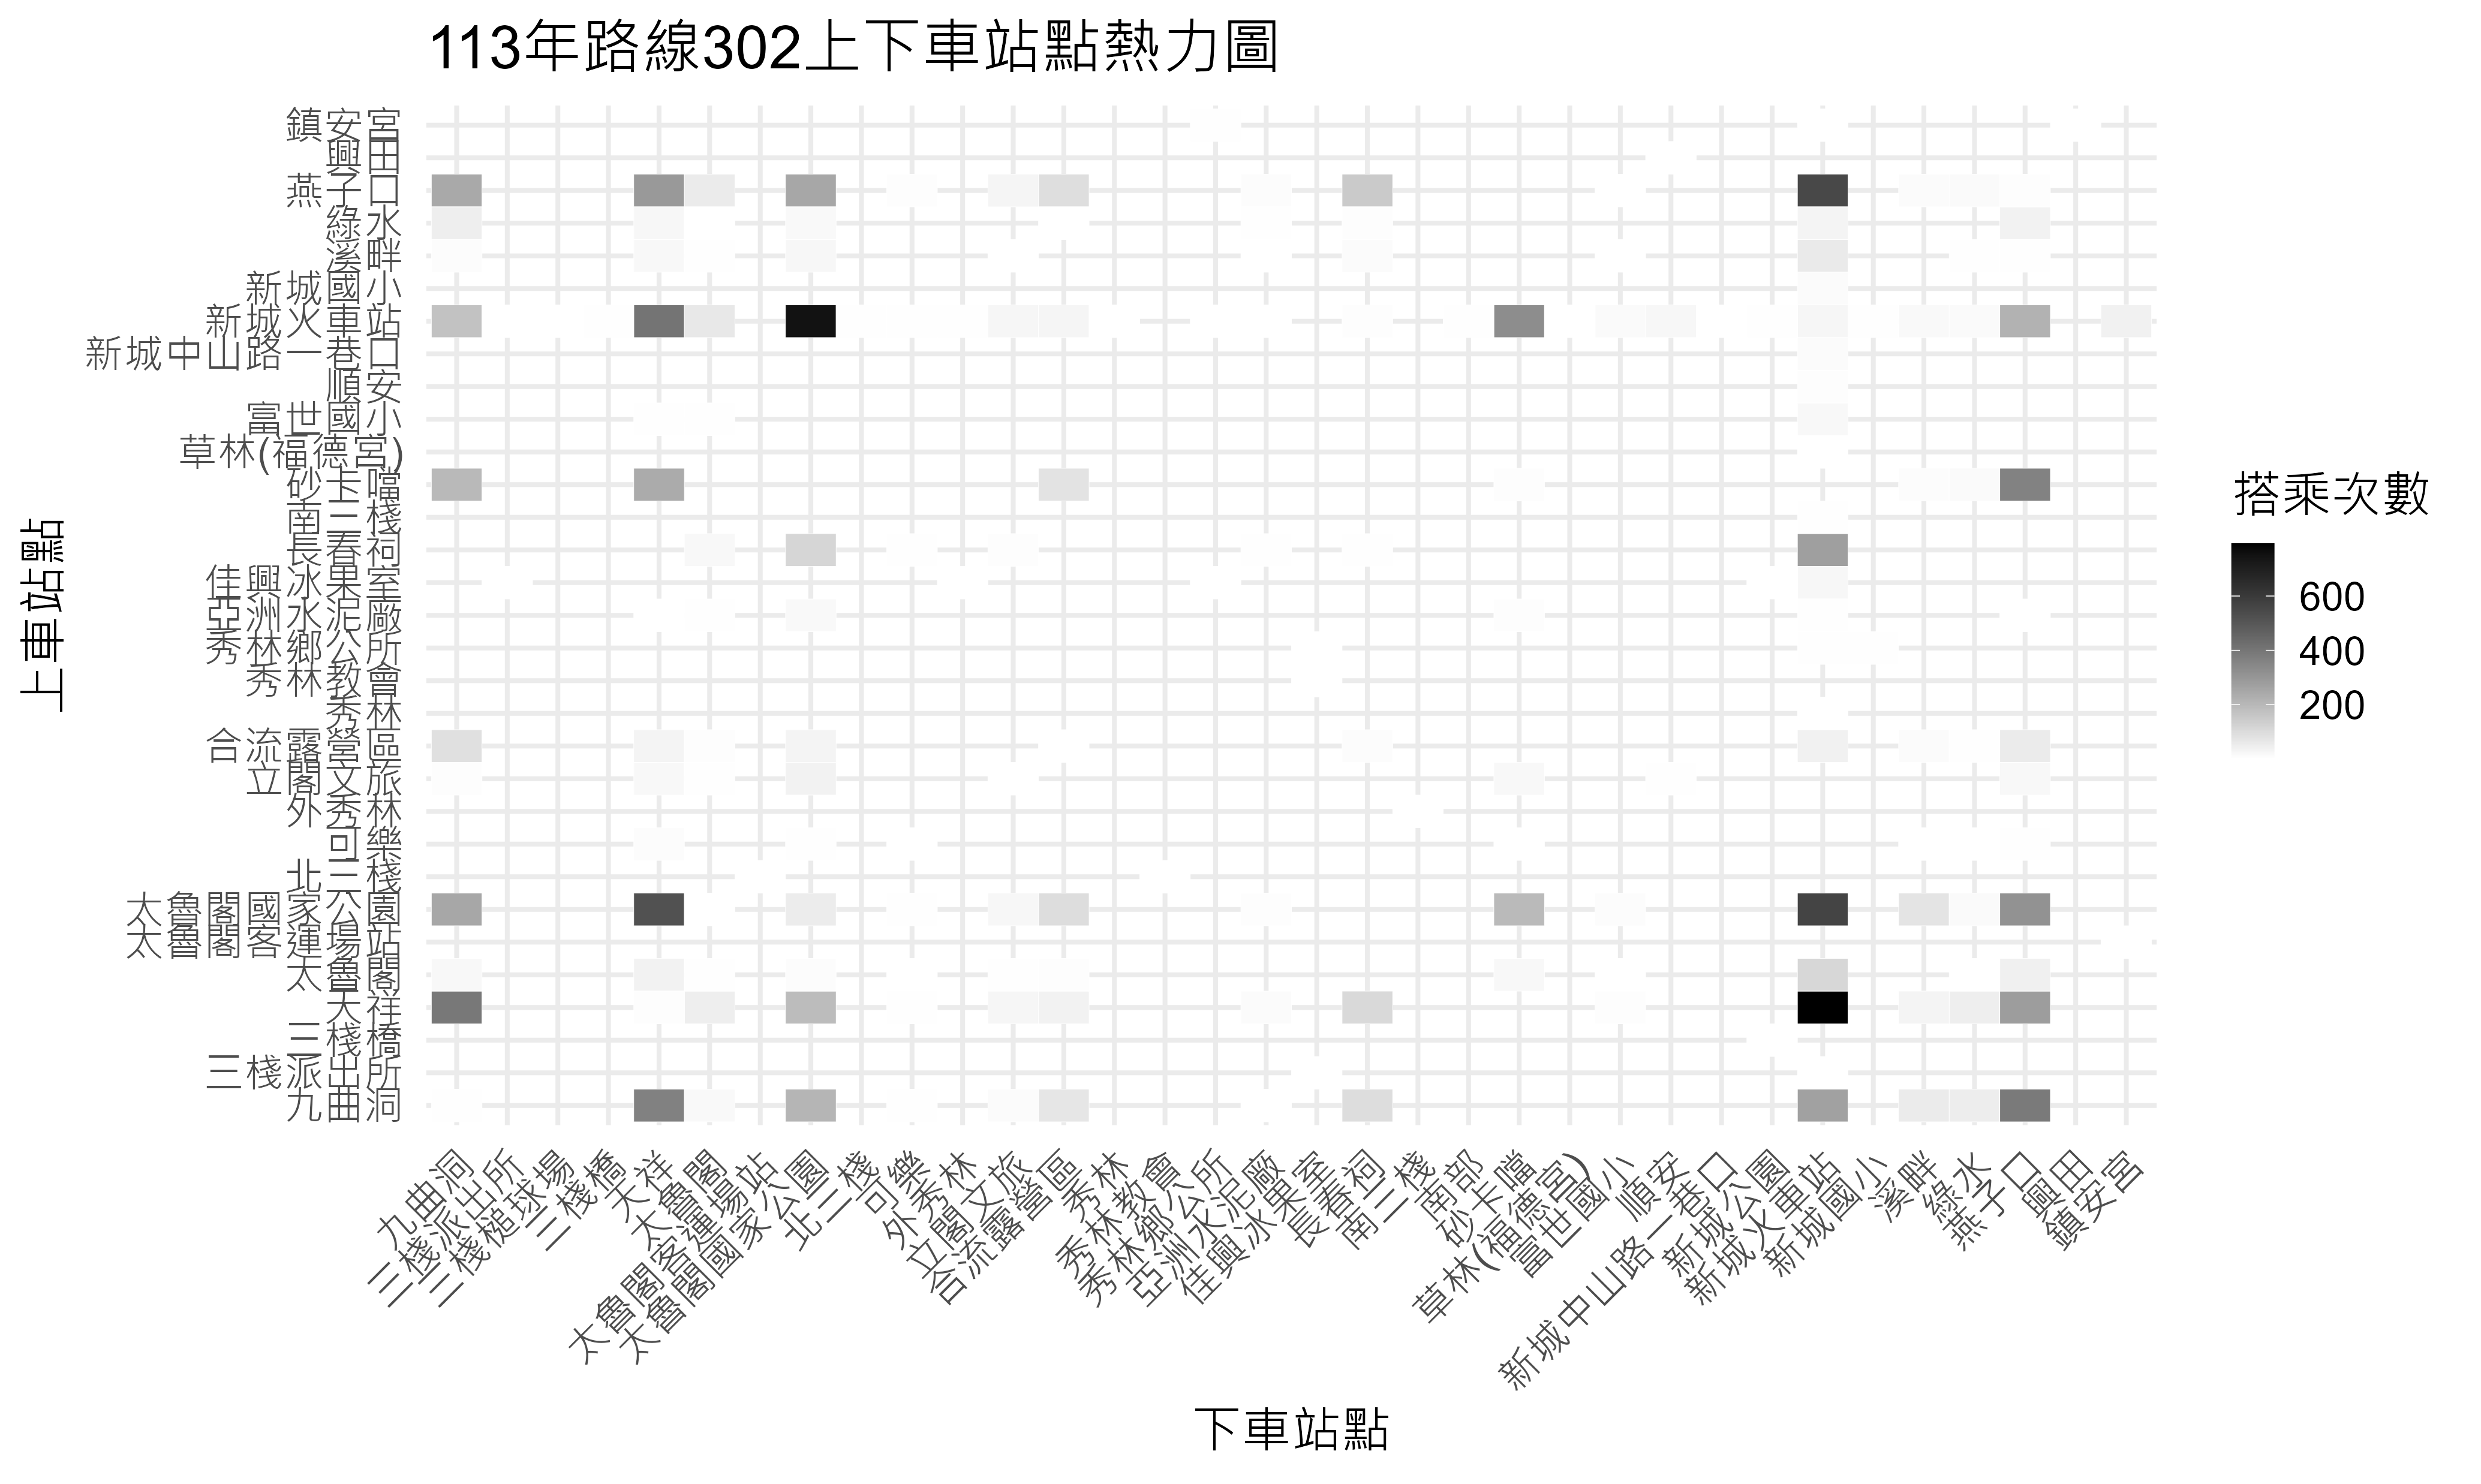 113年路線302上下車站點熱力圖
上車站點
鎮安宮
興田
燕子口
綠水
溪畔
新城國小
新城火車站
新城中山路一巷口
順安
富世國小
草林(福德宮)
砂卡噹
南三棧
長春祠
佳興冰果室
亞洲水泥廠
秀林鄉公所
秀林教會
秀林
合流露營區
立閣文旅
外秀林
可樂
北三棧
太魯閣國家公園
太魯閣客運場站
太魯閣
天祥
三棧橋
三棧派出所
九曲洞
九曲洞
三棧派出所
三棧槌球場
三棧橋
天祥
太魯閣
太魯閣客運場站
太魯閣國家公園
北三棧
可樂
外秀林
立閣文旅
合流露營區
秀林
秀林教會
秀林鄉公所
亞洲水泥廠
佳興冰果室
長春祠
南三棧
南部
砂卡噹
草林(福德宮)
富世國小
順安
新城中山路一巷口
新城公園
新城火車站
新城國小
溪畔
綠水
燕子口
興田
鎮安宮
下車站點
搭乘次數
600
400
200